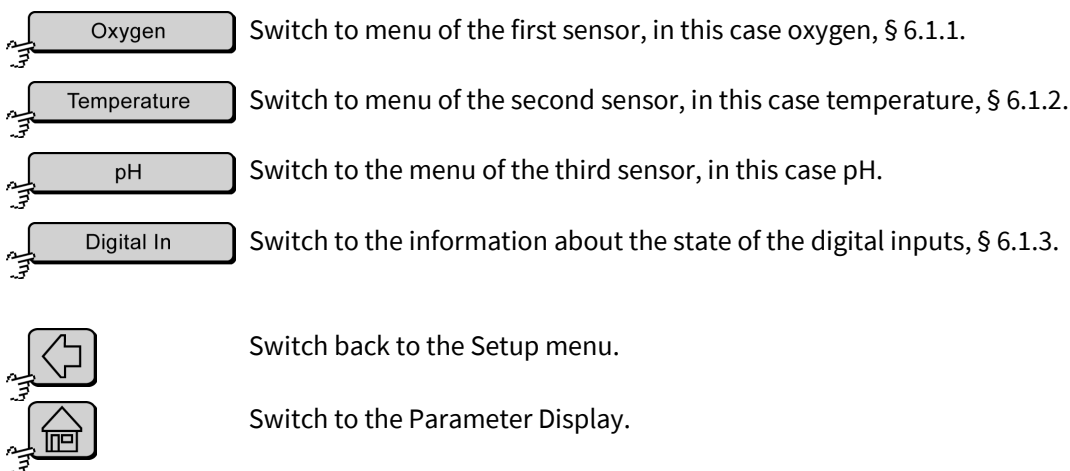 Oxygen Switch to menu of the first sensor, in this case oxygen, § 6.1.1.
Temperature Switch to menu of the second sensor, in this case temperature, § 6.1.2.
pH Switch to the menu of the third sensor, in this case pH.
Digital In Switch to the information about the state of the digital inputs, § 6.1.3.
Switch back to the Setup menu.
Switch to the Parameter Display.